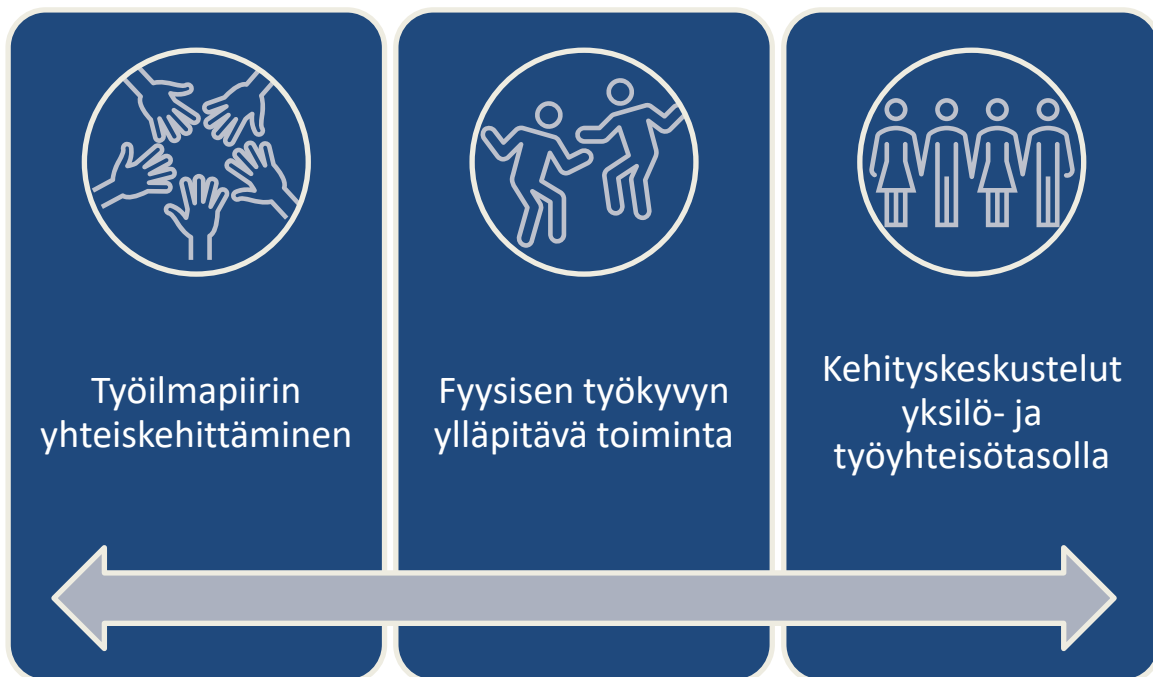 Työilmapiirin
yhteiskehittäminen
Fyysisen työkyvyn
ylläpitävä toiminta
Kehityskeskustelut
yksilö- ja
työyhteisötasolla